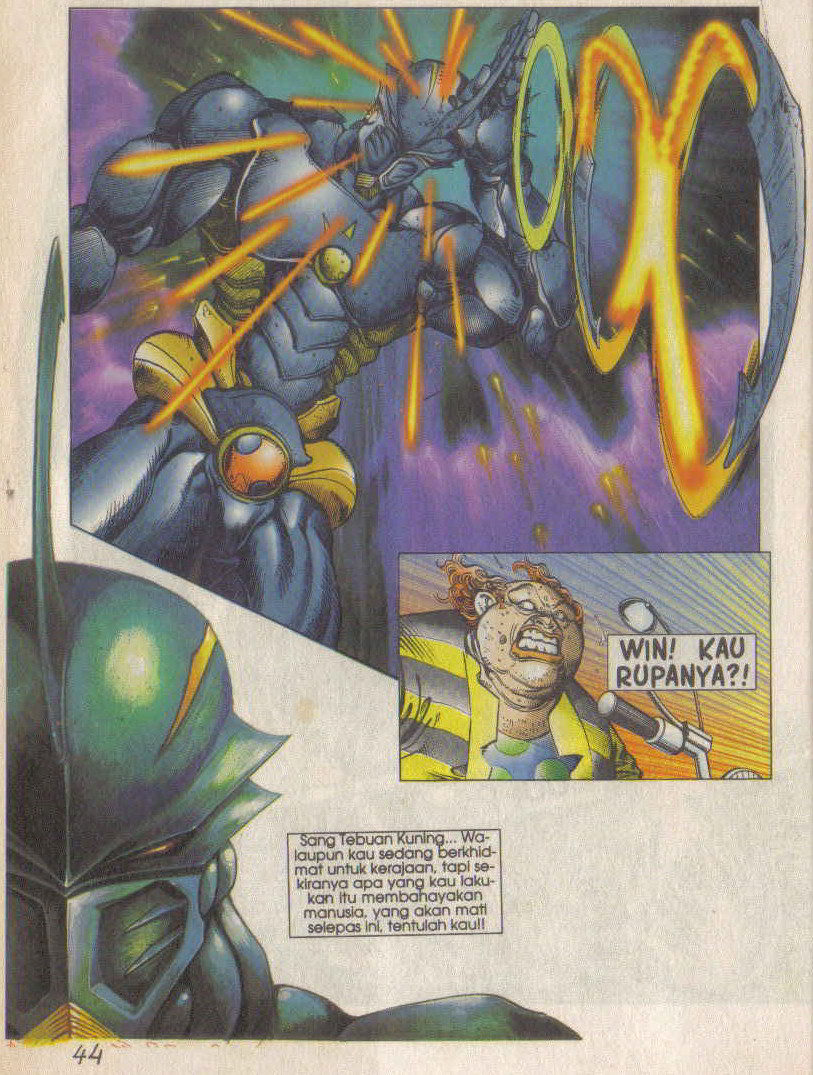 WIN! KAU
RUPANYA?!
Sang Tebuan Kuning... Wa-
laupun kau sedang berkhid-
mat untuk kerajaan, tapi se-
kiranya apa yang kau laku-
kan itu membahayakan
manusia, yang akan mati
selepas ini, tentulah kau!!
44